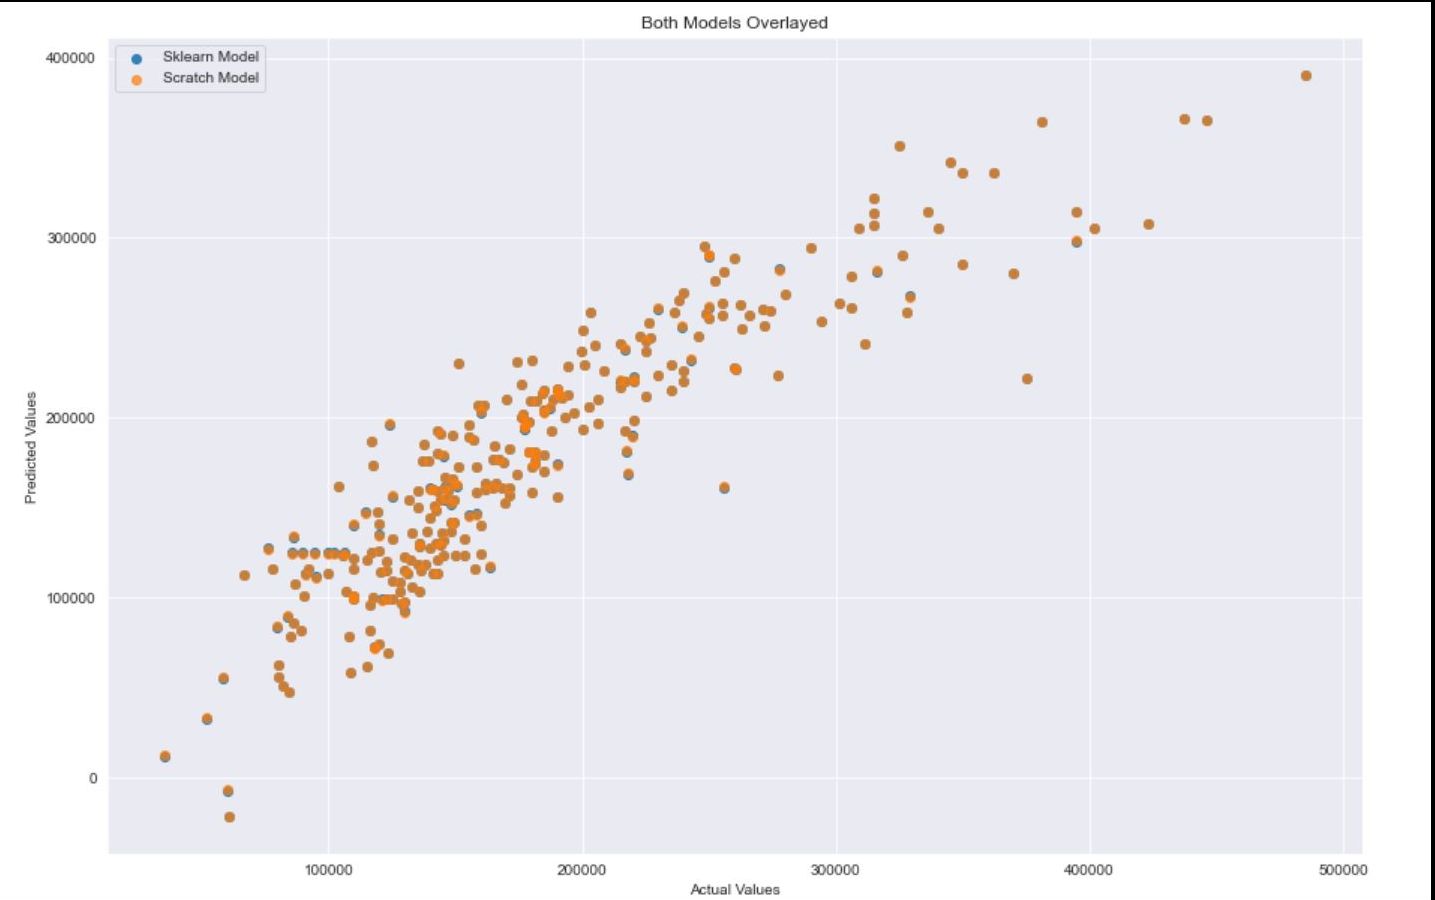 Both Models Overlayed
Sklearn Model
Scratch Model
400000
300000
200000
100000
0
Predicted Values
100000 200000 300000 400000 500000
Actual Values